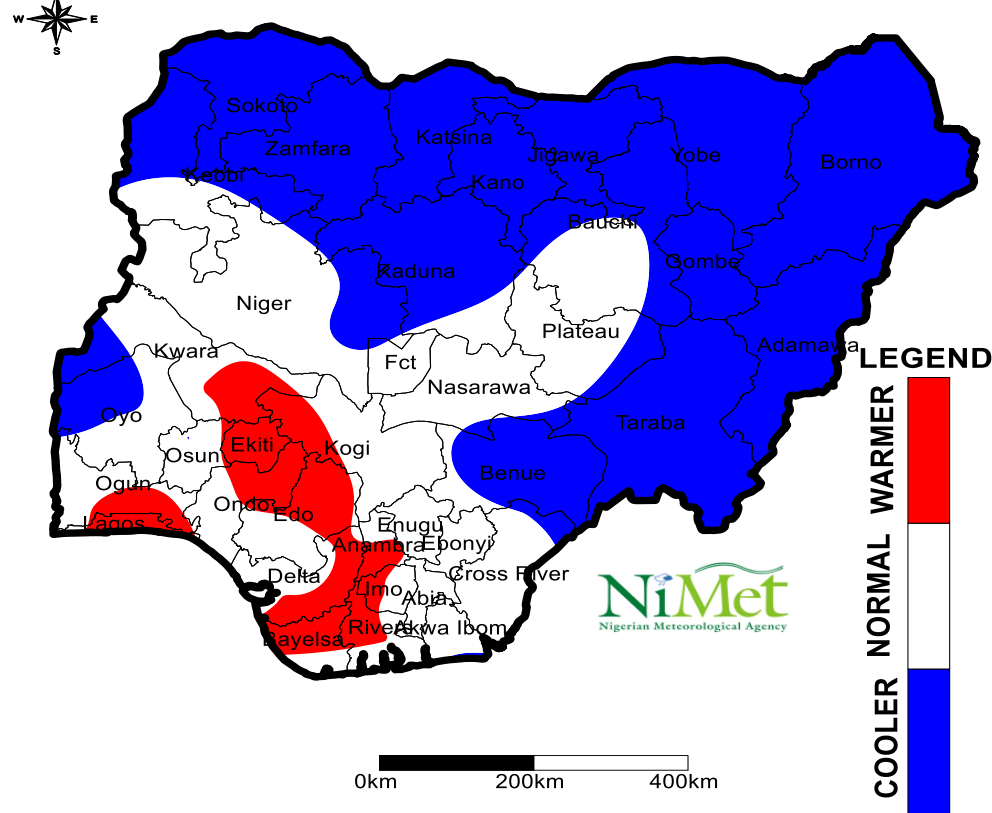 W E
S
Sokoto
Katsina
Zamfara
Jigawa
Yobe
Borno
Kebbi
Kano
Bauchi
Gombe
Kaduna
Niger
Plateau
Adamawa
Kwara
Fct
Nasarawa
Oyo
Taraba
Ekiti
Kogi
Osun
Benue
Ogun
Ondo
Edo
Lagos
Enugu
Anambra
Ebonyi
Delta
Cross River
Imo
Abia
Rivers
Akwa Ibom
Bayelsa
LEGEND
WARMER
NORMAL
COOLER
NiMet
Nigerian Meteorological Agency
0km 200km 400km